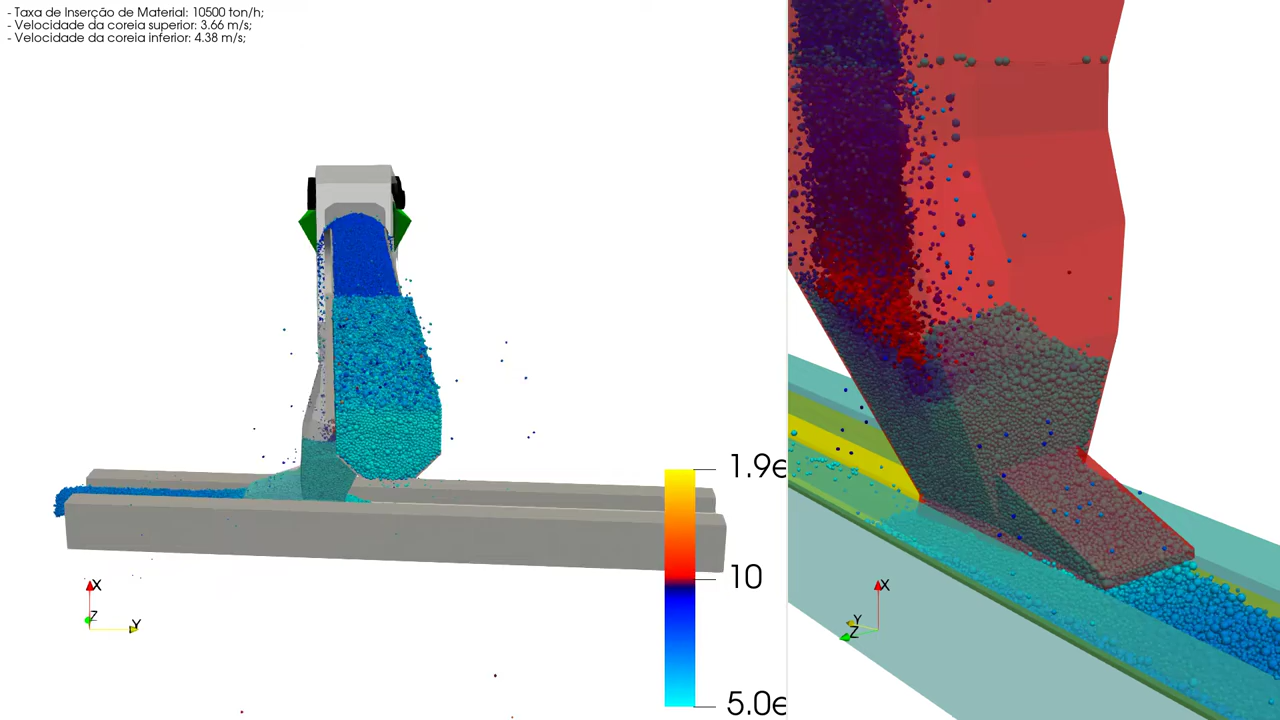 - Taxa de Inserção de Material: 10500 ton/h;
- Velocidade da coreia superior: 3.66 m/s;
- Velocidade da coreia inferior: 4.38 m/s;
1.9e
10
5.0e
X
Z
Y
X
Y
Z